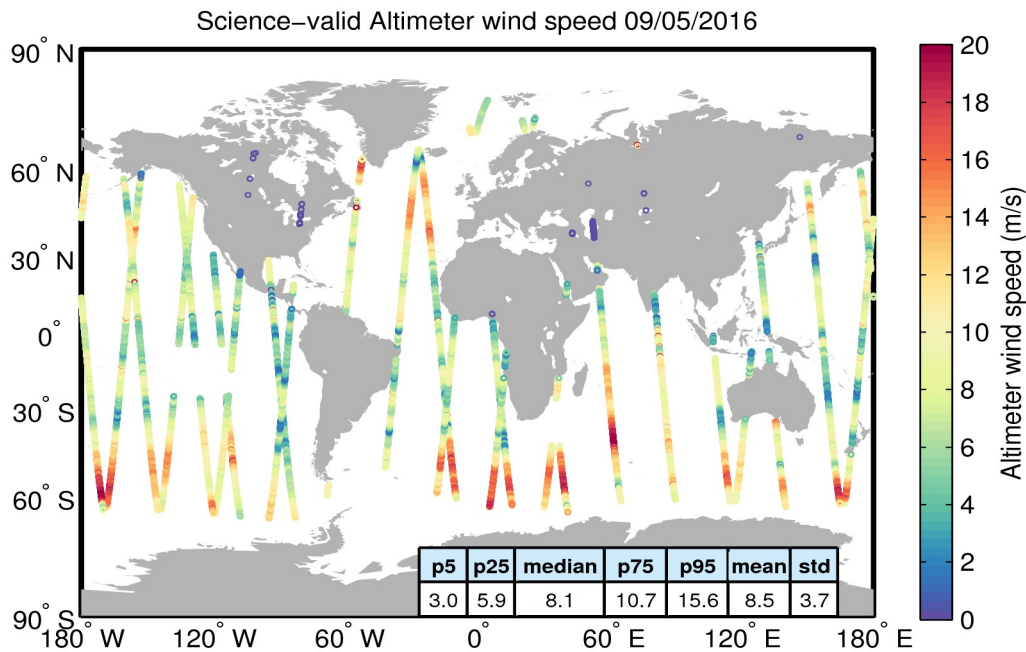 Science−valid Altimeter wind speed 09/05/2016
90° N
60° N
30° N
0°
30° S
60° S
90° S
180° W
120° W
60° W
0°
60° E
120° E
180° E
p5 p25 median p75 p95 mean std
3.0 5.9 8.1 10.7 15.6 8.5 3.7
20
18
16
14
12
10
8
6
4
2
0
Altimeter wind speed (m/s)